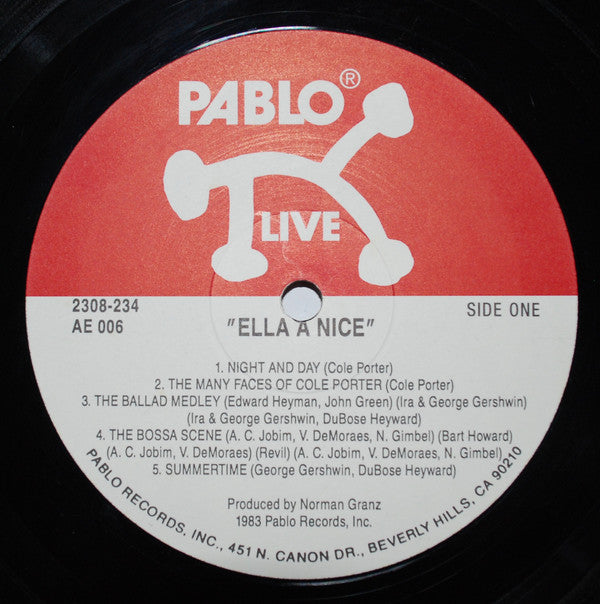 PABLO®
LIVE
2308-234
AE 006
SIDE ONE
"ELLA A NICE"
1. NIGHT AND DAY (Cole Porter)
2. THE MANY FACES OF COLE PORTER (Cole Porter)
3. THE BALLAD MEDLEY (Edward Heyman, John Green) (Ira & George Gershwin)
(Ira & George Gershwin, DuBose Heyward)
4. THE BOSSA SCENE (A. C. Jobim, V. DeMoraes, N. Gimbel) (Bart Howard)
(A. C. Jobim, V. DeMoraes) (Revil) (A. C. Jobim, V. DeMoraes, N. Gimbel)
5. SUMMERTIME (George Gershwin, DuBose Heyward)
Produced by Norman Granz
1983 Pablo Records, Inc.
PABLO RECORDS, INC., 451 N. CANON DR., BEVERLY HILLS, CA 90210